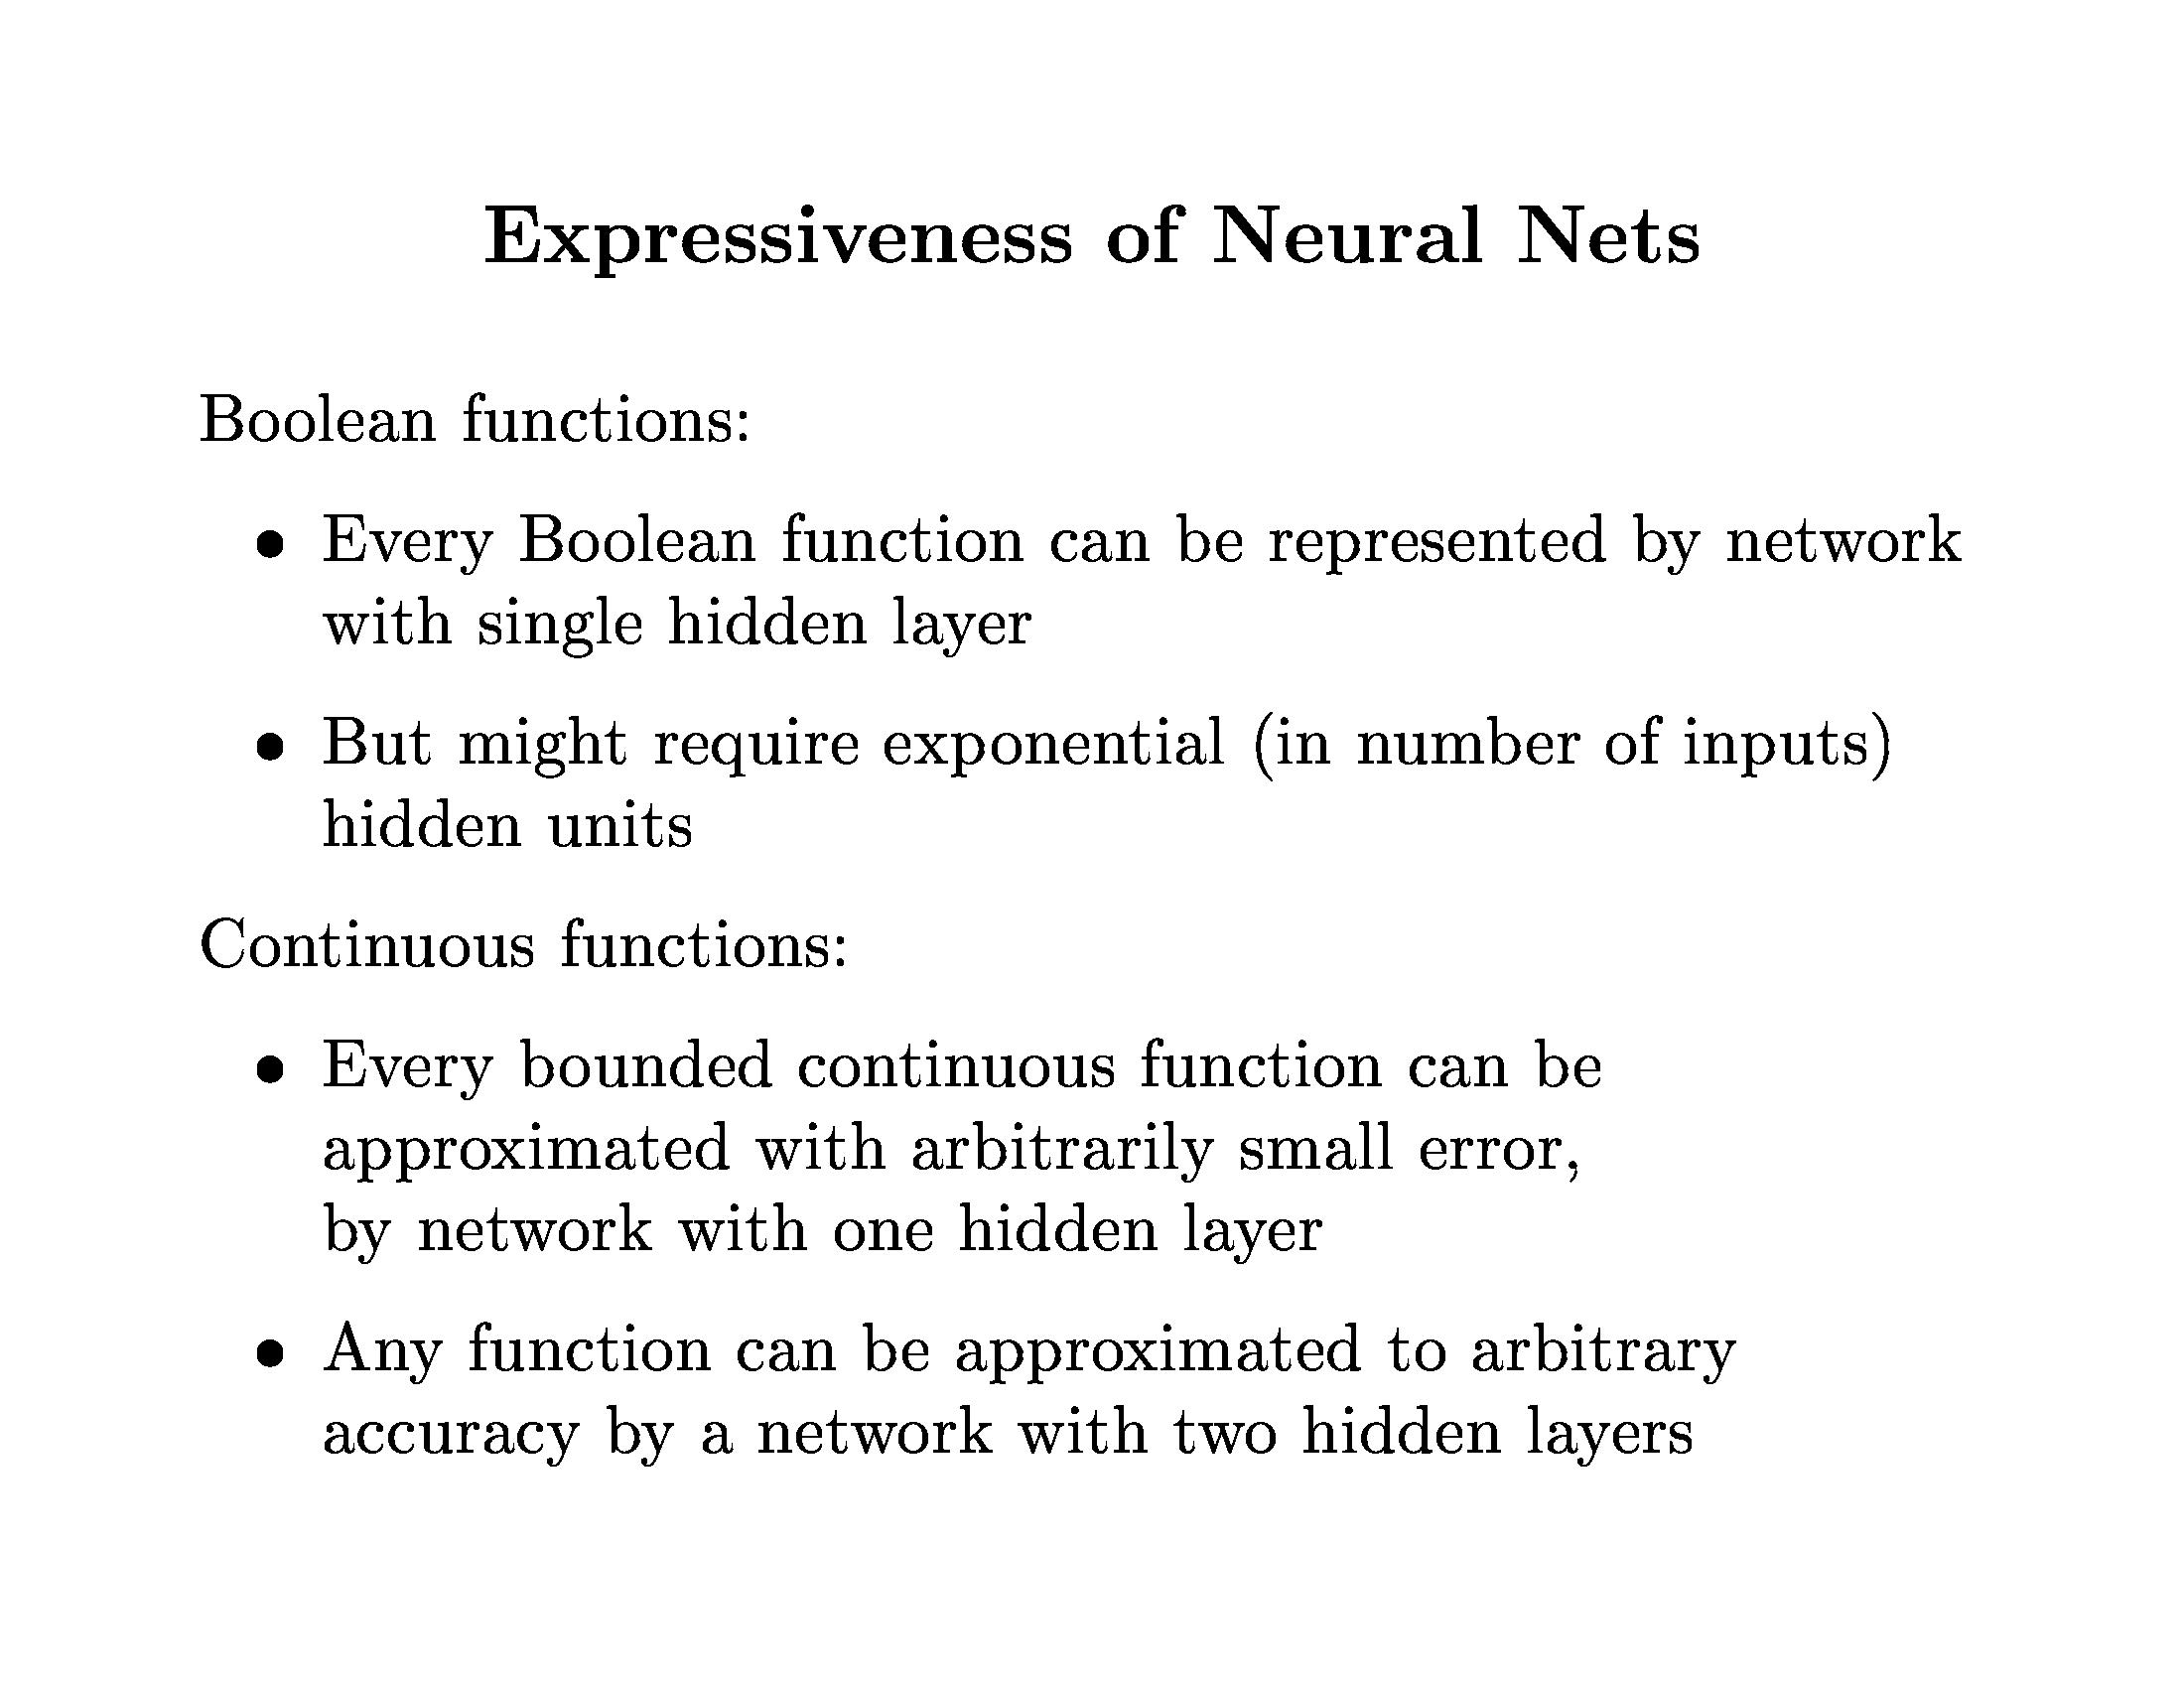 Expressiveness of Neural Nets
Boolean functions:
• Every Boolean function can be represented by network
with single hidden layer
• But might require exponential (in number of inputs)
hidden units
Continuous functions:
• Every bounded continuous function can be
approximated with arbitrarily small error,
by network with one hidden layer
• Any function can be approximated to arbitrary
accuracy by a network with two hidden layers